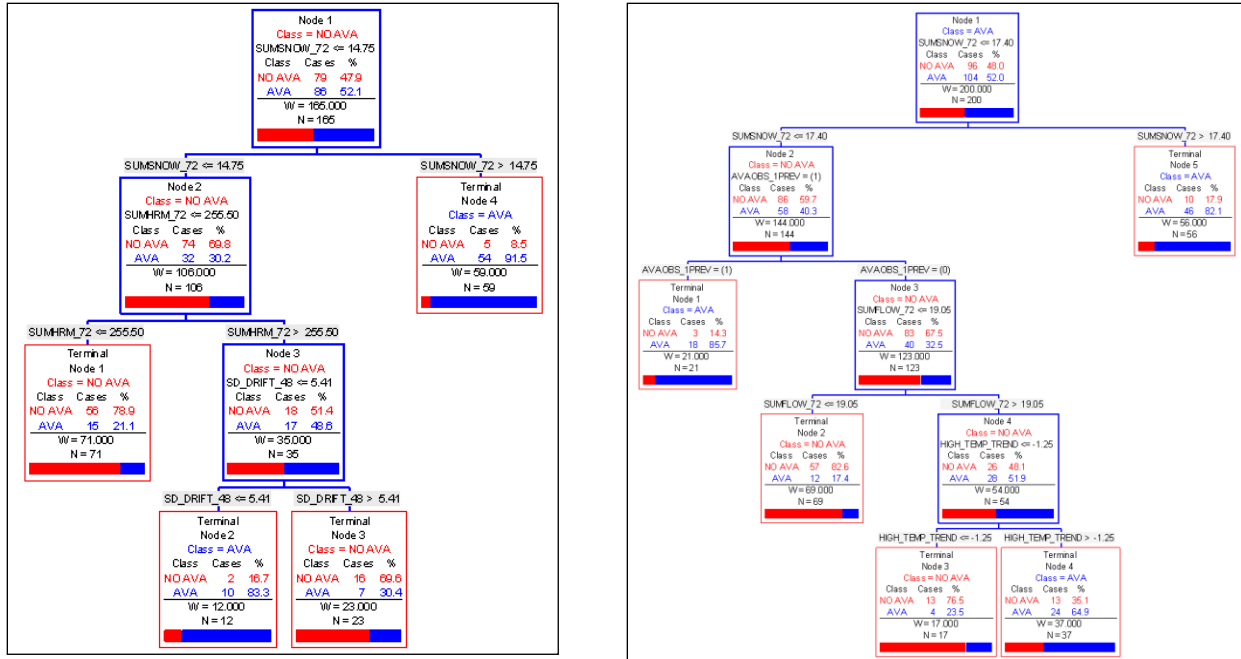 Node 1
Class = NO AVA
SUMSNOW_72 <= 14.75
Class Cases %
NO AVA 79 47.9
AVA 86 52.1
W = 165.000
N = 165
SUMSNOW_72 <= 14.75
SUMSNOW_72 > 14.75
Node 2
Class = NO AVA
SUMHRM_72 <= 255.50
Class Cases %
NO AVA 74 69.8
AVA 32 30.2
W = 106.000
N = 106
Terminal
Node 4
Class = AVA
Class Cases %
NO AVA 5 8.5
AVA 54 91.5
W = 59.000
N = 59
SUMHRM_72 <= 255.50
SUMHRM_72 > 255.50
Terminal
Node 1
Class = NO AVA
Class Cases %
NO AVA 56 78.9
AVA 15 21.1
W = 71.000
N = 71
Node 3
Class = NO AVA
SD_DRIFT_48 <= 5.41
Class Cases %
NO AVA 18 51.4
AVA 17 48.6
W = 35.000
N = 35
SD_DRIFT_48 <= 5.41
SD_DRIFT_48 > 5.41
Terminal
Node 2
Class = AVA
Class Cases %
NO AVA 2 16.7
AVA 10 83.3
W = 12.000
N = 12
Terminal
Node 3
Class = NO AVA
Class Cases %
NO AVA 16 69.6
AVA 7 30.4
W = 23.000
N = 23
Node 1
Class = AVA
SUMSNOW_72 <= 17.40
Class Cases %
NO AVA 96 48.0
AVA 104 52.0
W = 200.000
N = 200
SUMSNOW_72 <= 17.40
SUMSNOW_72 > 17.40
Node 2
Class = NO AVA
AVAOBS_1PREV = (1)
Class Cases %
NO AVA 86 59.7
AVA 58 40.3
W = 144.000
N = 144
Terminal
Node 5
Class = AVA
Class Cases %
NO AVA 10 17.9
AVA 46 82.1
W = 56.000
N = 56
AVAOBS_1PREV = (1)
AVAOBS_1PREV = (0)
Terminal
Node 1
Class = AVA
Class Cases %
NO AVA 3 14.3
AVA 18 85.7
W = 21.000
N = 21
Node 3
Class = NO AVA
SUMFLOW_72 <= 19.05
Class Cases %
NO AVA 83 67.5
AVA 40 32.5
W = 123.000
N = 123
SUMFLOW_72 <= 19.05
SUMFLOW_72 > 19.05
Terminal
Node 2
Class = NO AVA
Class Cases %
NO AVA 57 82.6
AVA 12 17.4
W = 69.000
N = 69
Node 4
Class = NO AVA
HIGH_TEMP_TREND <= -1.25
Class Cases %
NO AVA 26 48.1
AVA 28 51.9
W = 54.000
N = 54
HIGH_TEMP_TREND <= -1.25
HIGH_TEMP_TREND > -1.25
Terminal
Node 3
Class = NO AVA
Class Cases %
NO AVA 13 76.5
AVA 4 23.5
W = 17.000
N = 17
Terminal
Node 4
Class = AVA
Class Cases %
NO AVA 13 35.1
AVA 24 64.9
W = 37.000
N = 37